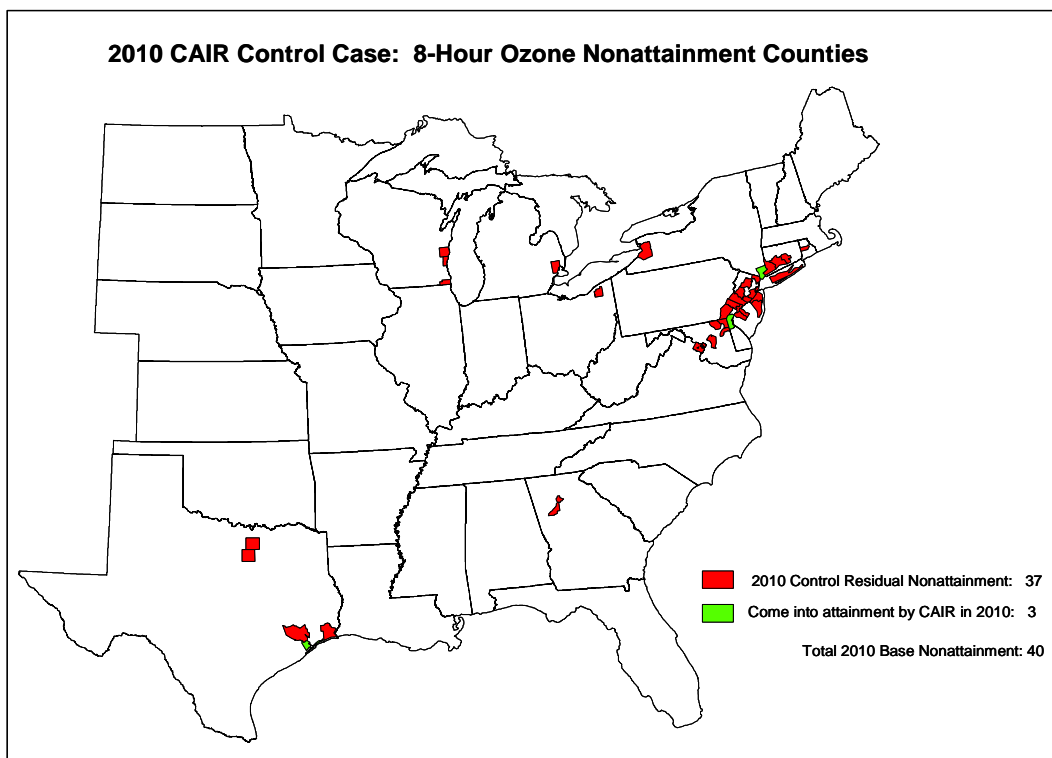 2010 CAIR Control Case: 8-Hour Ozone Nonattainment Counties
2010 Control Residual Nonattainment: 37
Come into attainment by CAIR in 2010: 3
Total 2010 Base Nonattainment: 40